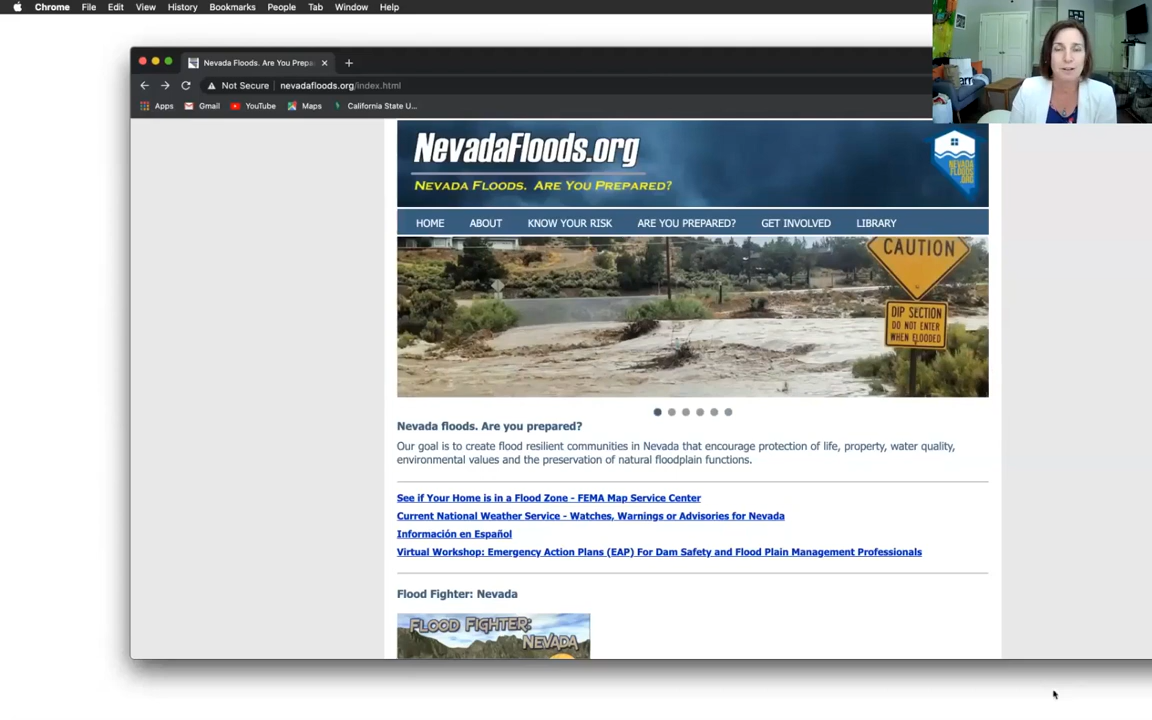 Chrome File Edit View History Bookmarks People Tab Window Help
Nevada Floods. Are You Prepa
Not Secure | nevadafloods.org/index.html
Apps Gmail YouTube Maps California State U...
NevadaFloods.org
NEVADA FLOODS. ARE YOU PREPARED?
NEVADA
FLOODS
.ORG
HOME ABOUT KNOW YOUR RISK ARE YOU PREPARED? GET INVOLVED LIBRARY
CAUTION
DIP SECTION
DO NOT ENTER
WHEN FLOODED
Nevada floods. Are you prepared?
Our goal is to create flood resilient communities in Nevada that encourage protection of life, property, water quality,
environmental values and the preservation of natural floodplain functions.
See if Your Home is in a Flood Zone - FEMA Map Service Center
Current National Weather Service - Watches, Warnings or Advisories for Nevada
Información en Español
Virtual Workshop: Emergency Action Plans (EAP) For Dam Safety and Flood Plain Management Professionals
Flood Fighter: Nevada
FLOOD FIGHTER:
NEVADA